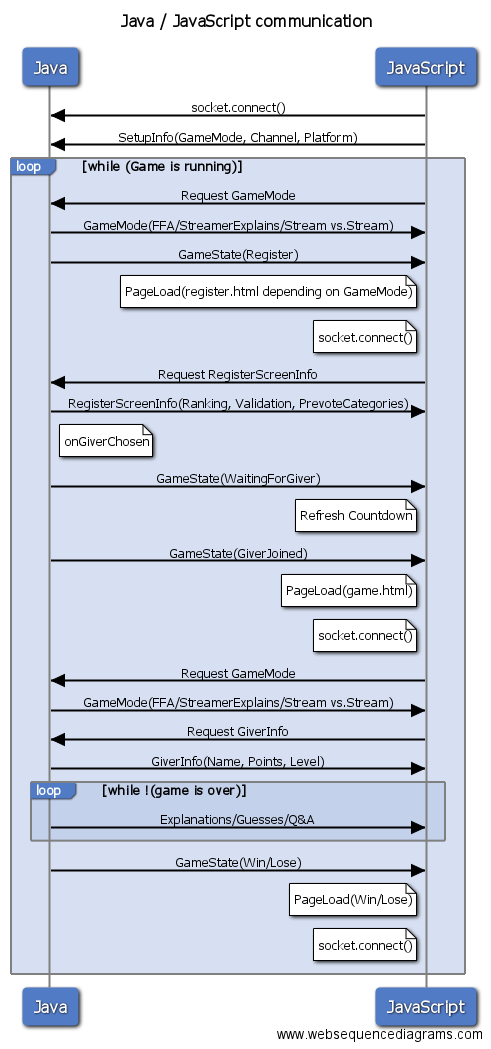 Java / JavaScript communication
Java
JavaScript
socket.connect()
SetupInfo(GameMode, Channel, Platform)
loop
[while (Game is running)]
Request GameMode
GameMode(FFA/StreamerExplains/Stream vs.Stream)
GameState(Register)
PageLoad(register.html depending on GameMode)
socket.connect()
Request RegisterScreenInfo
RegisterScreenInfo(Ranking, Validation, PrevoteCategories)
onGiverChosen
GameState(WaitingForGiver)
Refresh Countdown
GameState(GiverJoined)
PageLoad(game.html)
socket.connect()
Request GameMode
GameMode(FFA/StreamerExplains/Stream vs.Stream)
Request GiverInfo
GiverInfo(Name, Points, Level)
loop
[while !(game is over)]
Explanations/Guesses/Q&A
GameState(Win/Lose)
PageLoad(Win/Lose)
socket.connect()
Java
JavaScript
www.websequencediagrams.com